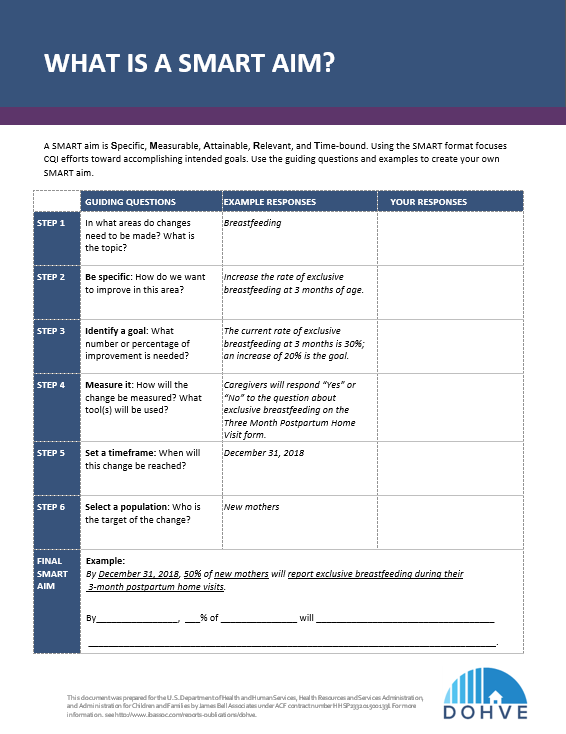 WHAT IS A SMART AIM?
A SMART aim is Specific, Measurable, Attainable, Relevant, and Time-bound. Using the SMART format focuses
CQI efforts toward accomplishing intended goals. Use the guiding questions and examples to create your own
SMART aim.
GUIDING QUESTIONS EXAMPLE RESPONSES YOUR RESPONSES
STEP 1
In what areas do changes
need to be made? What is
the topic?
Breastfeeding
STEP 2
Be specific: How do we want
to improve in this area?
Increase the rate of exclusive
breastfeeding at 3 months of age.
STEP 3
Identify a goal: What
number or percentage of
improvement is needed?
The current rate of exclusive
breastfeeding at 3 months is 30%;
an increase of 20% is the goal.
STEP 4
Measure it: How will the
change be measured? What
tool(s) will be used?
Caregivers will respond “Yes” or
“No” to the question about
exclusive breastfeeding on the
Three Month Postpartum Home
Visit form.
STEP 5
Set a timeframe: When will
this change be reached?
December 31, 2018
STEP 6
Select a population: Who is
the target of the change?
New mothers
FINAL
SMART
AIM
Example:
By December 31, 2018, 50% of new mothers will report exclusive breastfeeding during their
3-month postpartum home visits.
By________________, ___% of _______________ will ___________________________________
________________________________________________________________________________.
This document was prepared for the U.S. Department of Health and Human Services, Health Resources and Services Administration,
and Administration for Children and Families by James Bell Associates under ACF contract number For more
information, see http://www.jbassoc.com/reports-publications/dohve.
DOHVE